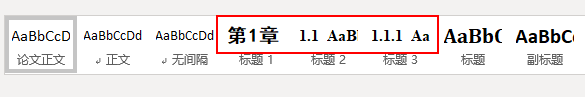 AaBbCcD AaBbCcDd AaBbCcDd 第1章 1.1 AaB 1.1.1 Aa AaBb( AaBbC
论文正文 ↲ 正文 ↲ 无间隔 标题 1 标题 2 标题 3 标题 副标题